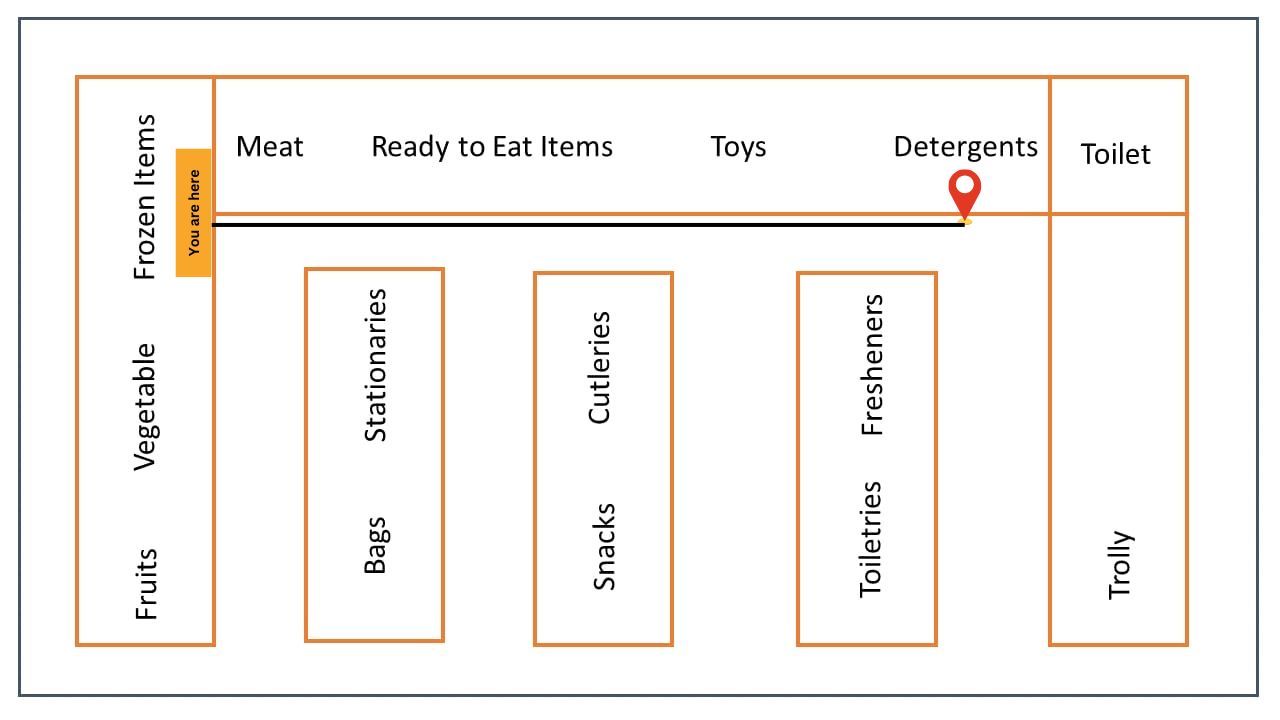 Frozen Items
You are here
Meat
Ready to Eat Items
Toys
Detergents
Toilet
Vegetable
Stationaries
Cutleries
Fresheners
Fruits
Bags
Snacks
Toiletries
Trolly